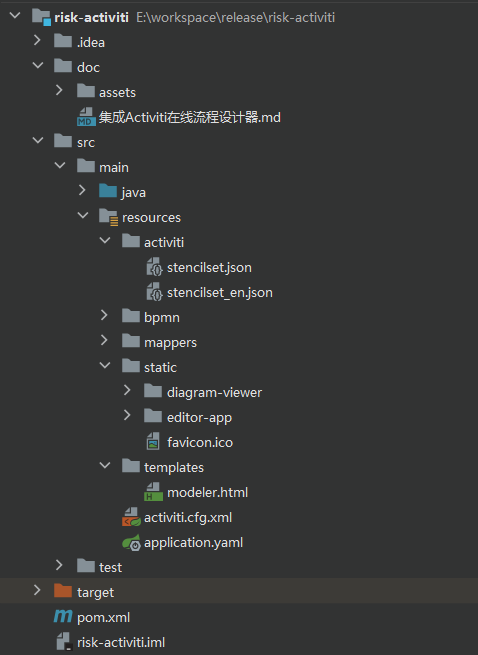 risk-activiti E:\workspace\release\risk-activiti
.idea
doc
assets
集成Activiti在线流程设计器.md
src
main
java
resources
activiti
stencilset.json
stencilset_en.json
bpmn
mappers
static
diagram-viewer
editor-app
favicon.ico
templates
modeler.html
activiti.cfg.xml
application.yaml
test
target
pom.xml
risk-activiti.iml